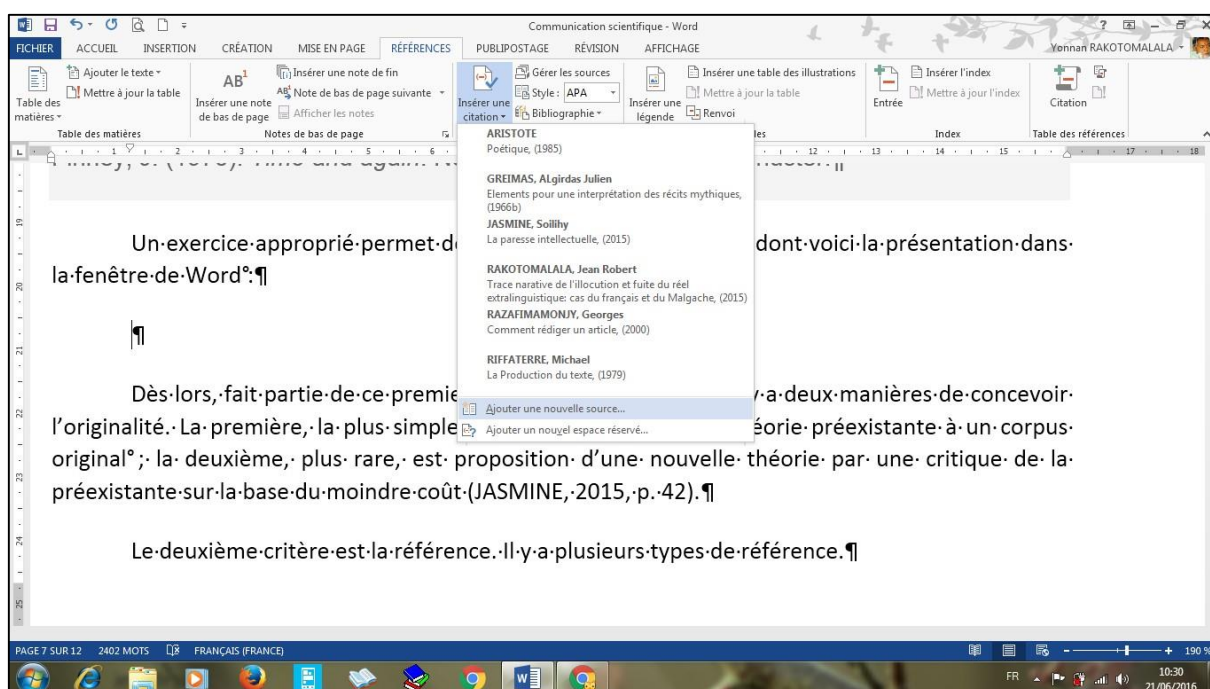 Communication scientifique - Word
FICHIER ACCUEIL INSERTION CRÉATION MISE EN PAGE RÉFÉRENCES PUBLIPOSTAGE RÉVISION AFFICHAGE Yonnan RAKOTOMALALA
Table des matières
Ajouter le texte
Mettre à jour la table
Table des matières
AB1
Insérer une note de bas de page
Insérer une note de fin
Note de bas de page suivante
Afficher les notes
Notes de bas de page
Insérer une citation
Gérer les sources
Style : APA
Bibliographie
Insérer une légende
Insérer une table des illustrations
Mettre à jour la table
Renvoi
Entrée
Insérer l'index
Mettre à jour l'index
Index
Citation
Table des références
ARISTOTE
Poétique, (1985)
GREIMAS, ALgirdas Julien
Elements pour une interprétation des récits mythiques,
(1966b)
JASMINE, Soilihy
La paresse intellectuelle, (2015)
RAKOTOMALALA, Jean Robert
Trace narative de l'illocution et fuite du réel
extralinguistique: cas du français et du Malgache, (2015)
RAZAFIMAMONJY, Georges
Comment rédiger un article, (2000)
RIFFATERRE, Michael
La Production du texte, (1979)
Ajouter une nouvelle source...
Ajouter un nouvel espace réservé...
Un·exercice·approprié·permet·d dont·voici·la·présentation·dans·
la·fenêtre·de·Word°:¶
¶
Dès·lors,·fait·partie·de·ce·premie y·a·deux·manières·de·concevoir·
l'originalité.·La·première,·la·plus·simple éorie·préexistante·à·un·corpus·
original°;·la·deuxième,·plus·rare,·est·proposition·d'une·nouvelle·théorie·par·une·critique·de·la·
préexistante·sur·la·base·du·moindre·coût·(JASMINE,·2015,·p.·42).¶
Le·deuxième·critère·est·la·référence.·Il·y·a·plusieurs·types·de·référence.¶
PAGE 7 SUR 12 2402 MOTS FRANÇAIS (FRANCE) 190 %
FR 10:30
21/06/2016